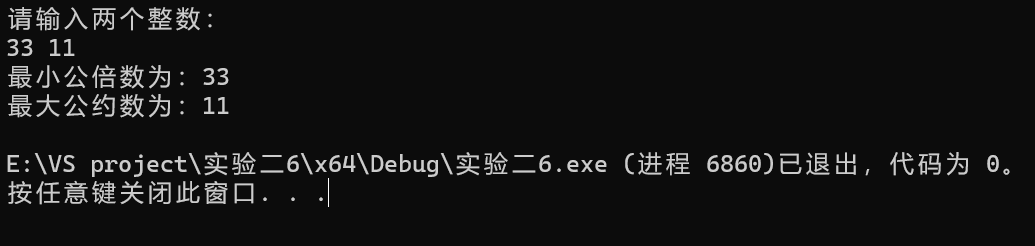 请输入两个整数：
33 11
最小公倍数为：33
最大公约数为：11
E:\VS project\实验二6\x64\Debug\实验二6.exe (进程 6860)已退出，代码为 0。
按任意键关闭此窗口. . .